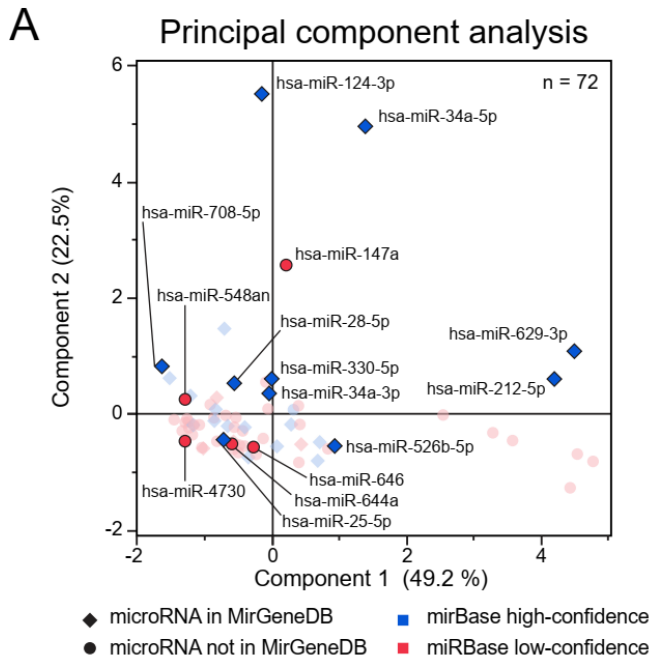 A
Principal component analysis
n = 72
hsa-miR-124-3p
hsa-miR-34a-5p
hsa-miR-708-5p
hsa-miR-147a
hsa-miR-548an
hsa-miR-28-5p
hsa-miR-629-3p
hsa-miR-330-5p
hsa-miR-212-5p
hsa-miR-34a-3p
hsa-miR-526b-5p
hsa-miR-646
hsa-miR-4730
hsa-miR-644a
hsa-miR-25-5p
Component 2 (22.5%)
6
4
2
0
-2
-2
0
2
4
Component 1 (49.2 %)
microRNA in MirGeneDB
mirBase high-confidence
microRNA not in MirGeneDB
miRBase low-confidence